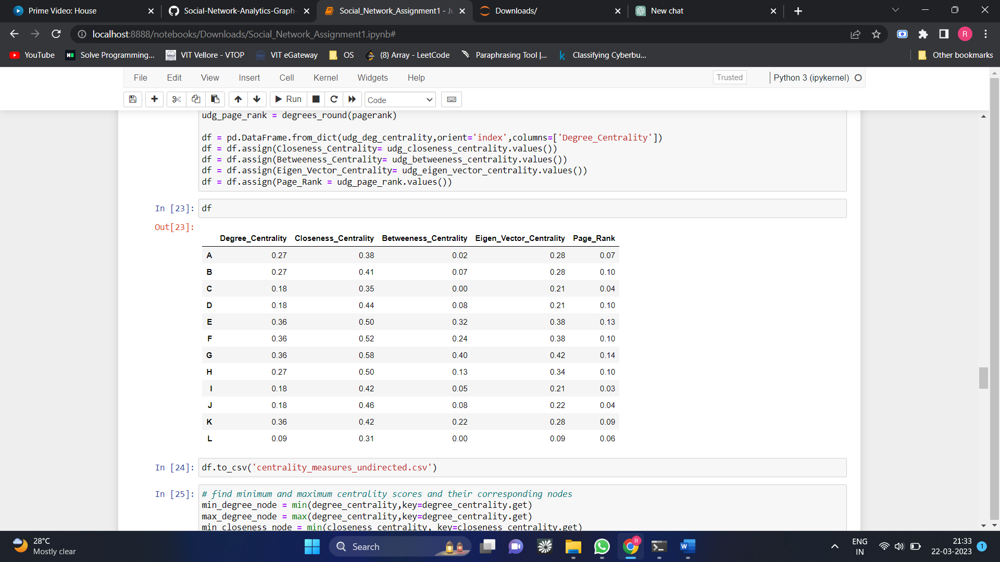 Prime Video: House
Social-Network-Analytics-Graph-
Social_Network_Assignment1 - Ju
Downloads/
New chat
localhost:8888/notebooks/Downloads/Social_Network_Assignment1.ipynb#
R
YouTube
Solve Programming...
VIT Vellore - VTOP
VIT eGateway
OS
(8) Array - LeetCode
Paraphrasing Tool |...
Classifying Cyberbu...
Other bookmarks
File Edit View Insert Cell Kernel Widgets Help
Trusted
Python 3 (ipykernel)
Run
Code
udg_page_rank = degrees_round(pagerank)
df = pd.DataFrame.from_dict(udg_deg_centrality,orient='index',columns=['Degree_Centrality'])
df = df.assign(Closeness_Centrality= udg_closeness_centrality.values())
df = df.assign(Betweeness_Centrality= udg_betweeness_centrality.values())
df = df.assign(Eigen_Vector_Centrality= udg_eigen_vector_centrality.values())
df = df.assign(Page_Rank = udg_page_rank.values())
In [23]: df
Out[23]:
Degree_Centrality Closeness_Centrality Betweeness_Centrality Eigen_Vector_Centrality Page_Rank
A 0.27 0.38 0.02 0.28 0.07
B 0.27 0.41 0.07 0.28 0.10
C 0.18 0.35 0.00 0.21 0.04
D 0.18 0.44 0.08 0.21 0.10
E 0.36 0.50 0.32 0.38 0.13
F 0.36 0.52 0.24 0.38 0.10
G 0.36 0.58 0.40 0.42 0.14
H 0.27 0.50 0.13 0.34 0.10
I 0.18 0.42 0.05 0.21 0.03
J 0.18 0.46 0.08 0.22 0.04
K 0.36 0.42 0.22 0.28 0.09
L 0.09 0.31 0.00 0.09 0.06
In [24]: df.to_csv('centrality_measures_undirected.csv')
In [25]: # find minimum and maximum centrality scores and their corresponding nodes
min_degree_node = min(degree_centrality,key=degree_centrality.get)
max_degree_node = max(degree_centrality,key=degree_centrality.get)
min_closeness_node = min(closeness_centrality, key=closeness_centrality.get)
28°C
Mostly clear
Search
ENG
IN
21:33
22-03-2023
1